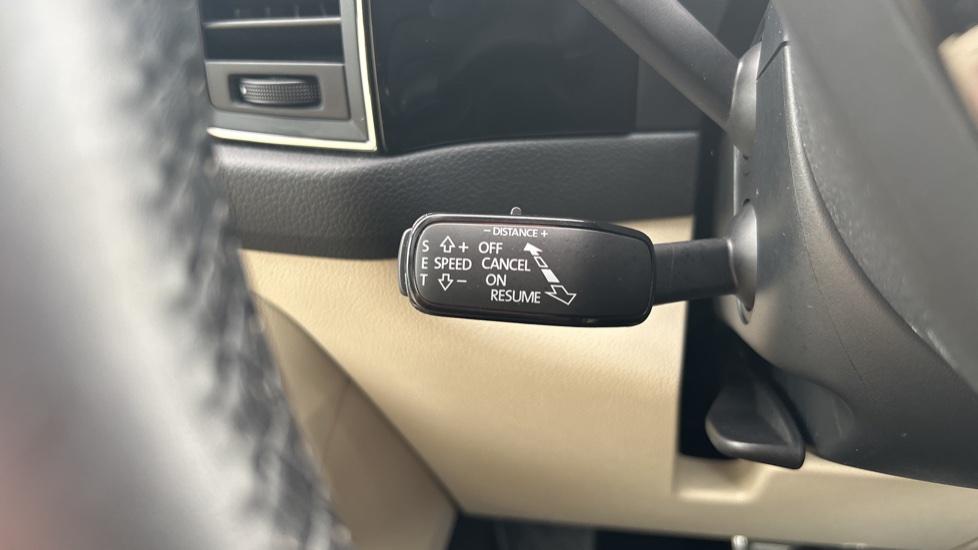 - DISTANCE +
S + OFF
E SPEED CANCEL
T - ON
RESUME